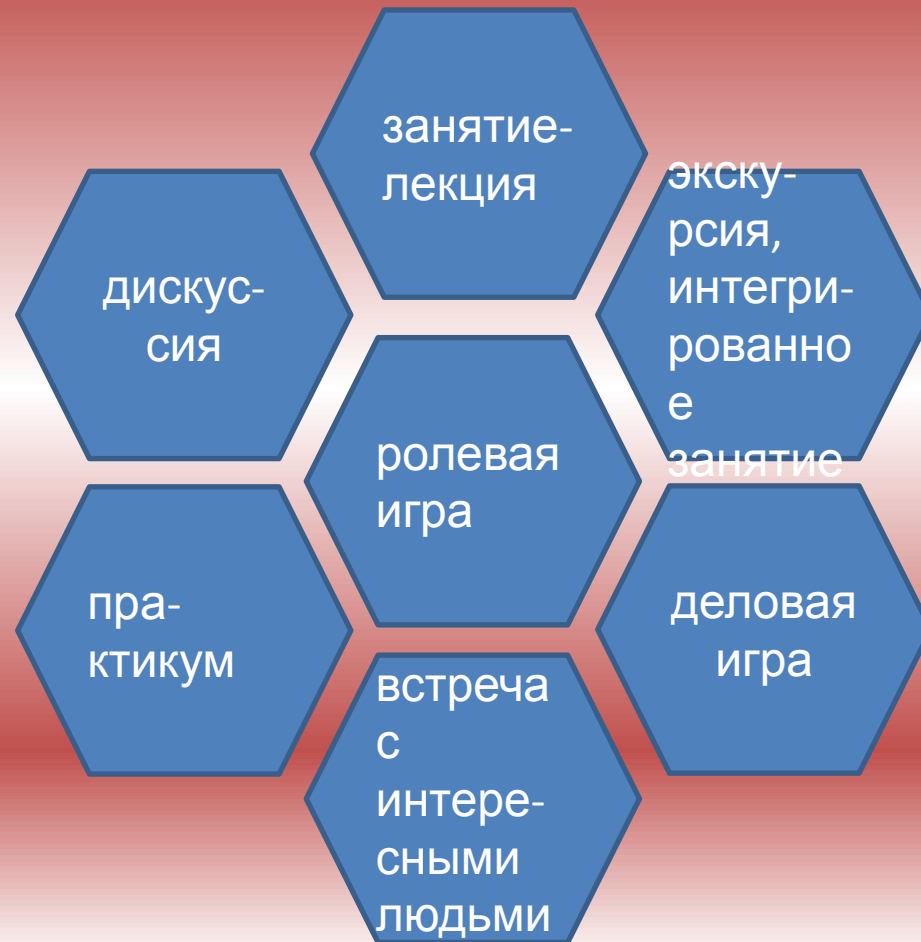 занятие-
лекция
экску-
рсия,
интегри-
рованно
е
занятие
дискус-
сия
ролевая
игра
пра-
ктикум
деловая
игра
встреча
с
интере-
сными
людьми